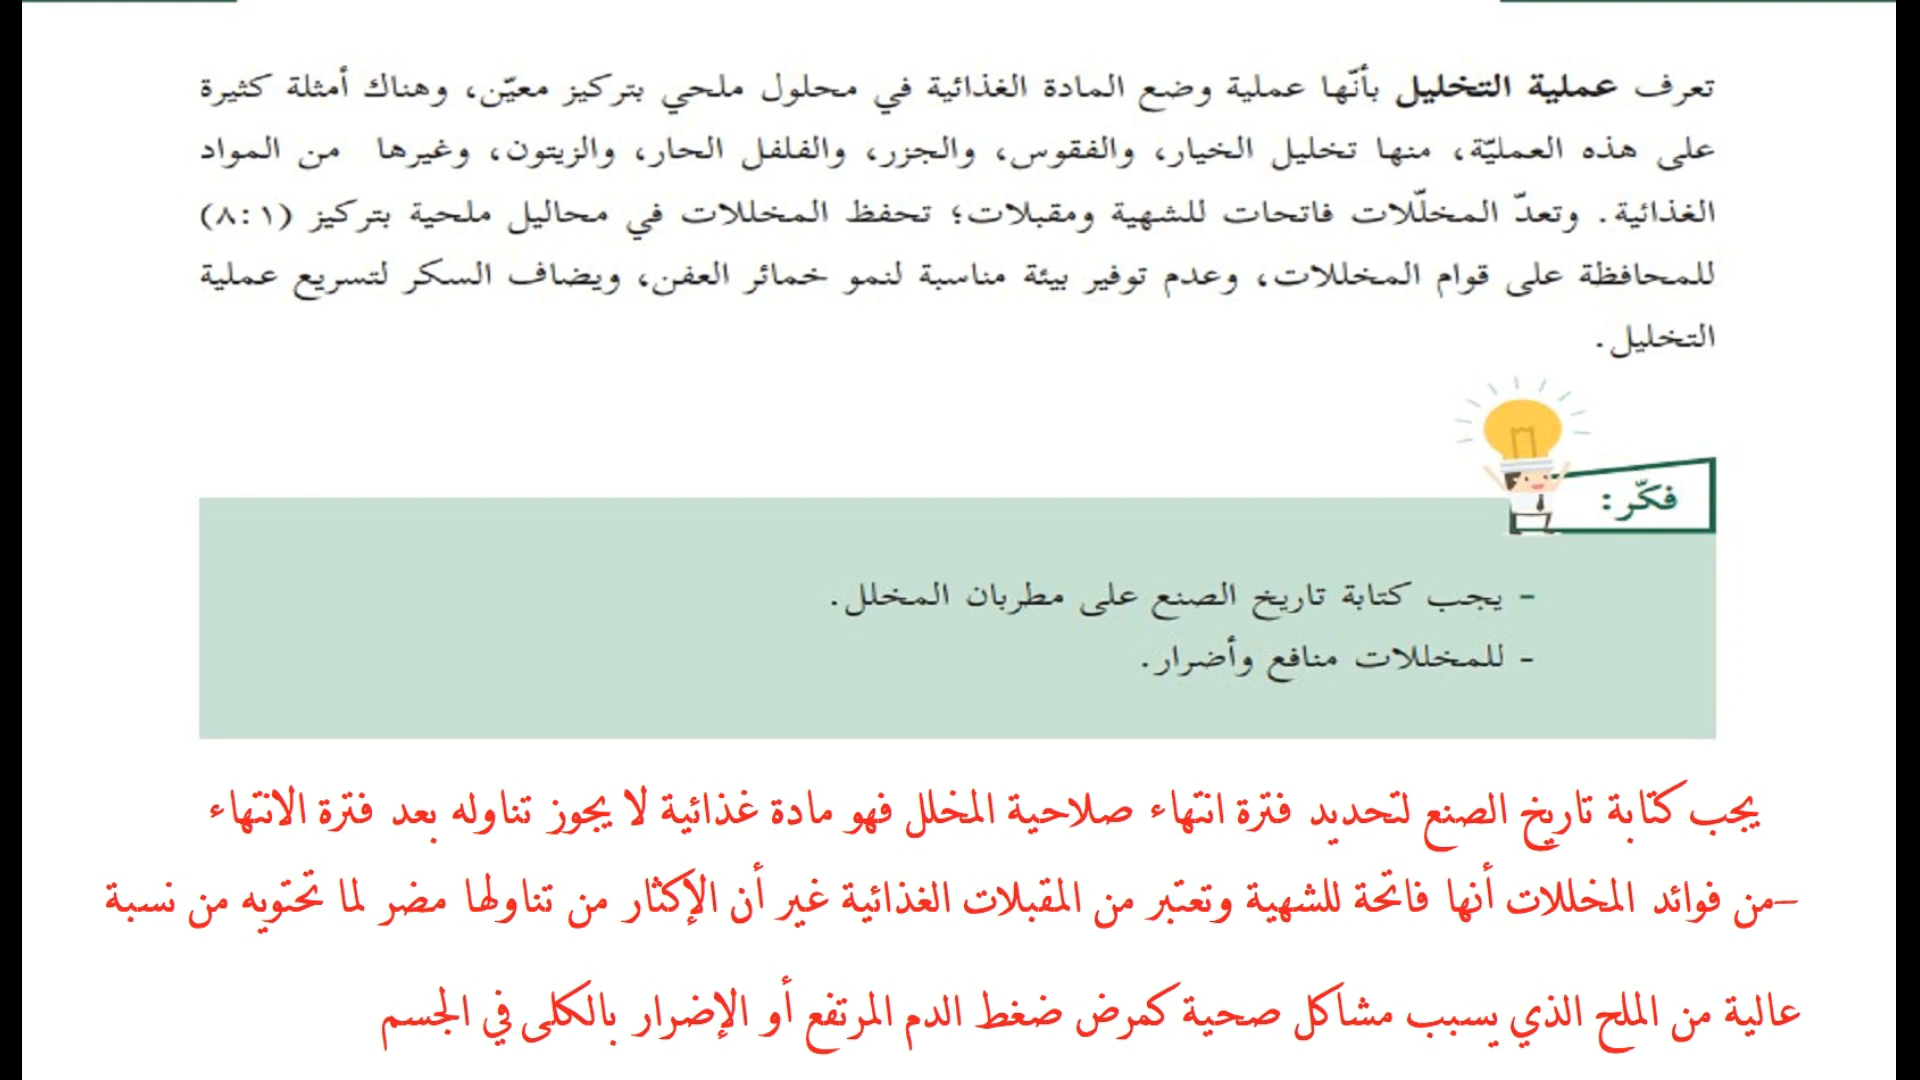 تعرف عملية التخليل بأنّها عملية وضع المادة الغذائية في محلول ملحي بتركيز معيّن، وهناك أمثلة كثيرة
على هذه العمليّة، منها تخليل الخيار، والفقوس، والجزر، والفلفل الحار، والزيتون، وغيرها من المواد
الغذائية. وتعدّ المخلّلات فاتحات للشهية ومقبلات؛ تحفظ المخللات في محاليل ملحية بتركيز (٨:١)
للمحافظة على قوام المخللات، وعدم توفير بيئة مناسبة لنمو خمائر العفن، ويضاف السكر لتسريع عملية
التخليل.
فكّر:
- يجب كتابة تاريخ الصنع على مطربان المخلل.
- للمخللات منافع وأضرار.
يجب كتابة تاريخ الصنع لتحديد فترة انتهاء صلاحية المخلل فهو مادة غذائية لا يجوز تناوله بعد فترة الانتهاء
-من فوائد المخللات أنها فاتحة للشهية وتعتبر من المقبلات الغذائية غير أن الإكثار من تناولها مضر لما تحتويه من نسبة
عالية من الملح الذي يسبب مشاكل صحية كمرض ضغط الدم المرتفع أو الإضرار بالكلى في الجسم